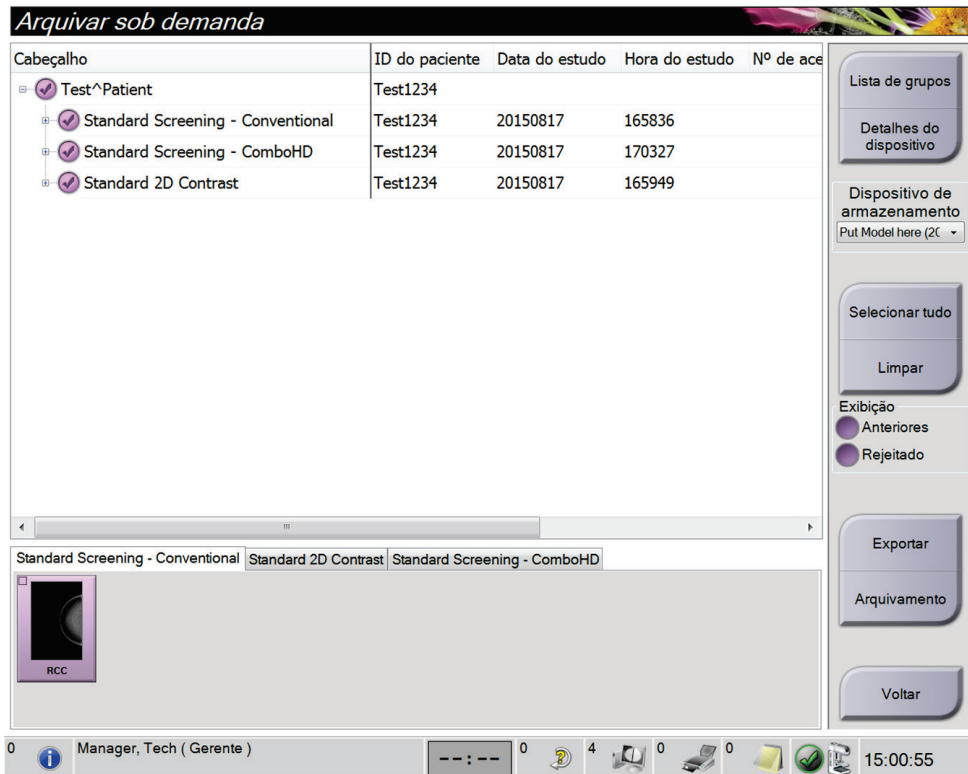 Arquivar sob demanda
Cabeçalho ID do paciente Data do estudo Hora do estudo Nº de ace
Test^Patient Test1234
Standard Screening - Conventional Test1234 20150817 165836
Standard Screening - ComboHD Test1234 20150817 170327
Standard 2D Contrast Test1234 20150817 165949
Lista de grupos
Detalhes do
dispositivo
Dispositivo de
armazenamento
Put Model here (20
Selecionar tudo
Limpar
Exibição
Anteriores
Rejeitado
Exportar
Arquivamento
Voltar
Standard Screening - Conventional Standard 2D Contrast Standard Screening - ComboHD
RCC
0 Manager, Tech ( Gerente ) --:-- 0 4 0 0 15:00:55